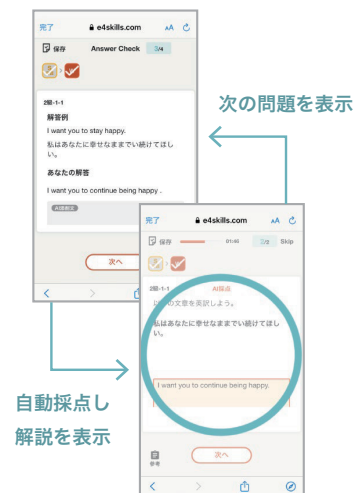 完了 e4skills.com AA
保存 Answer Check 3/4
2級-1-1
解答例
I want you to stay happy.
私はあなたに幸せなままでい続けてほし
い。
あなたの解答
I want you to continue being happy .
次へ
次の問題を表示
完了 e4skills.com AA
保存 01:46 Skip
2級-1-1 AI採点
の文章を英訳しよう。
私はあなたに幸せなままでい続けてほし
い。
I want you to continue being happy.
参考
次へ
自動採点し
解説を表示